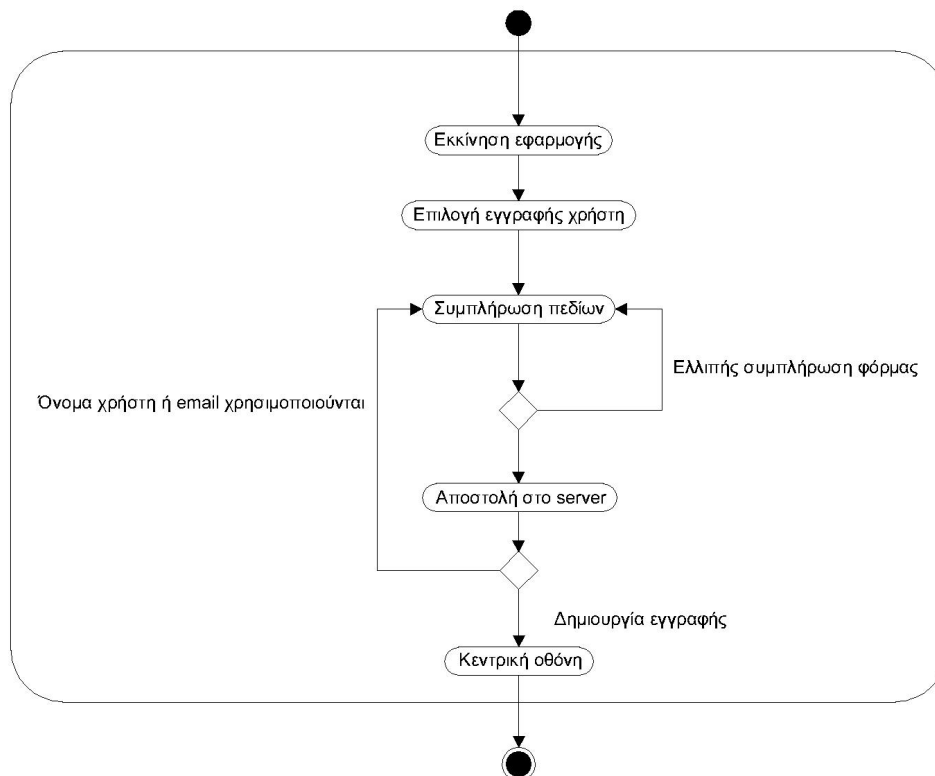 Εκκίνηση εφαρμογής
Επιλογή εγγραφής χρήστη
Συμπλήρωση πεδίων
Ελλιπής συμπλήρωση φόρμας
Όνομα χρήστη ή email χρησιμοποιούνται
Αποστολή στο server
Δημιουργία εγγραφής
Κεντρική οθόνη